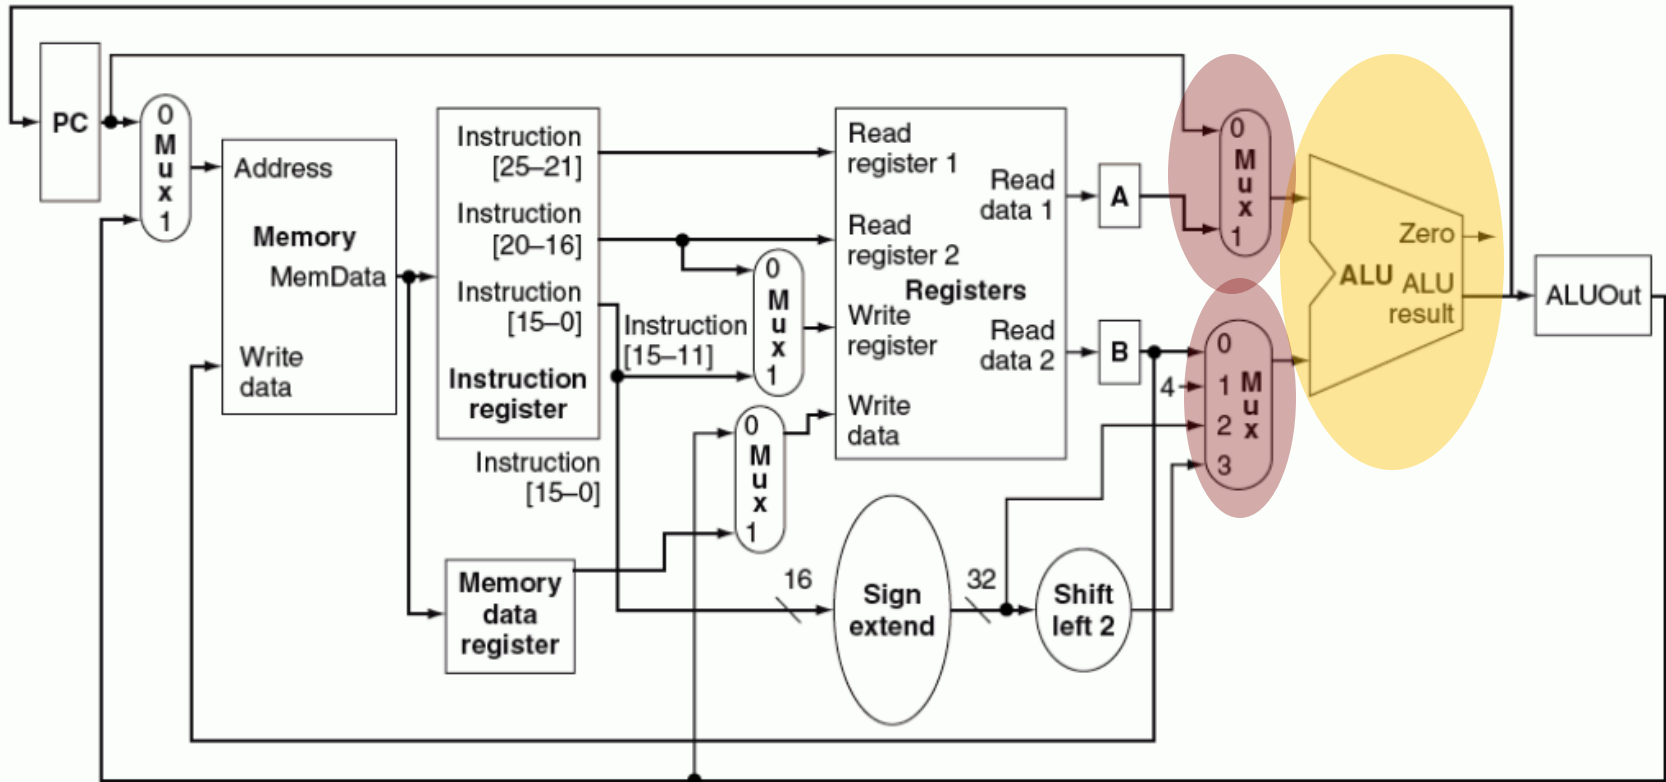 PC
0
M
u
x
1
Address
Memory
MemData
Write
data
Instruction
[25–21]
Instruction
[20–16]
Instruction
[15–0]
Instruction
register
Instruction
[15–0]
Instruction
[15–11]
0
M
u
x
1
0
M
u
x
1
Memory
data
register
Read
register 1
Read
register 2
Registers
Write
register
Write
data
Read
data 1
Read
data 2
16
Sign
extend
32
Shift
left 2
A
B
4
0
M
u
x
1
0
1
2
3
M
u
x
Zero
ALU
ALU
result
ALUOut